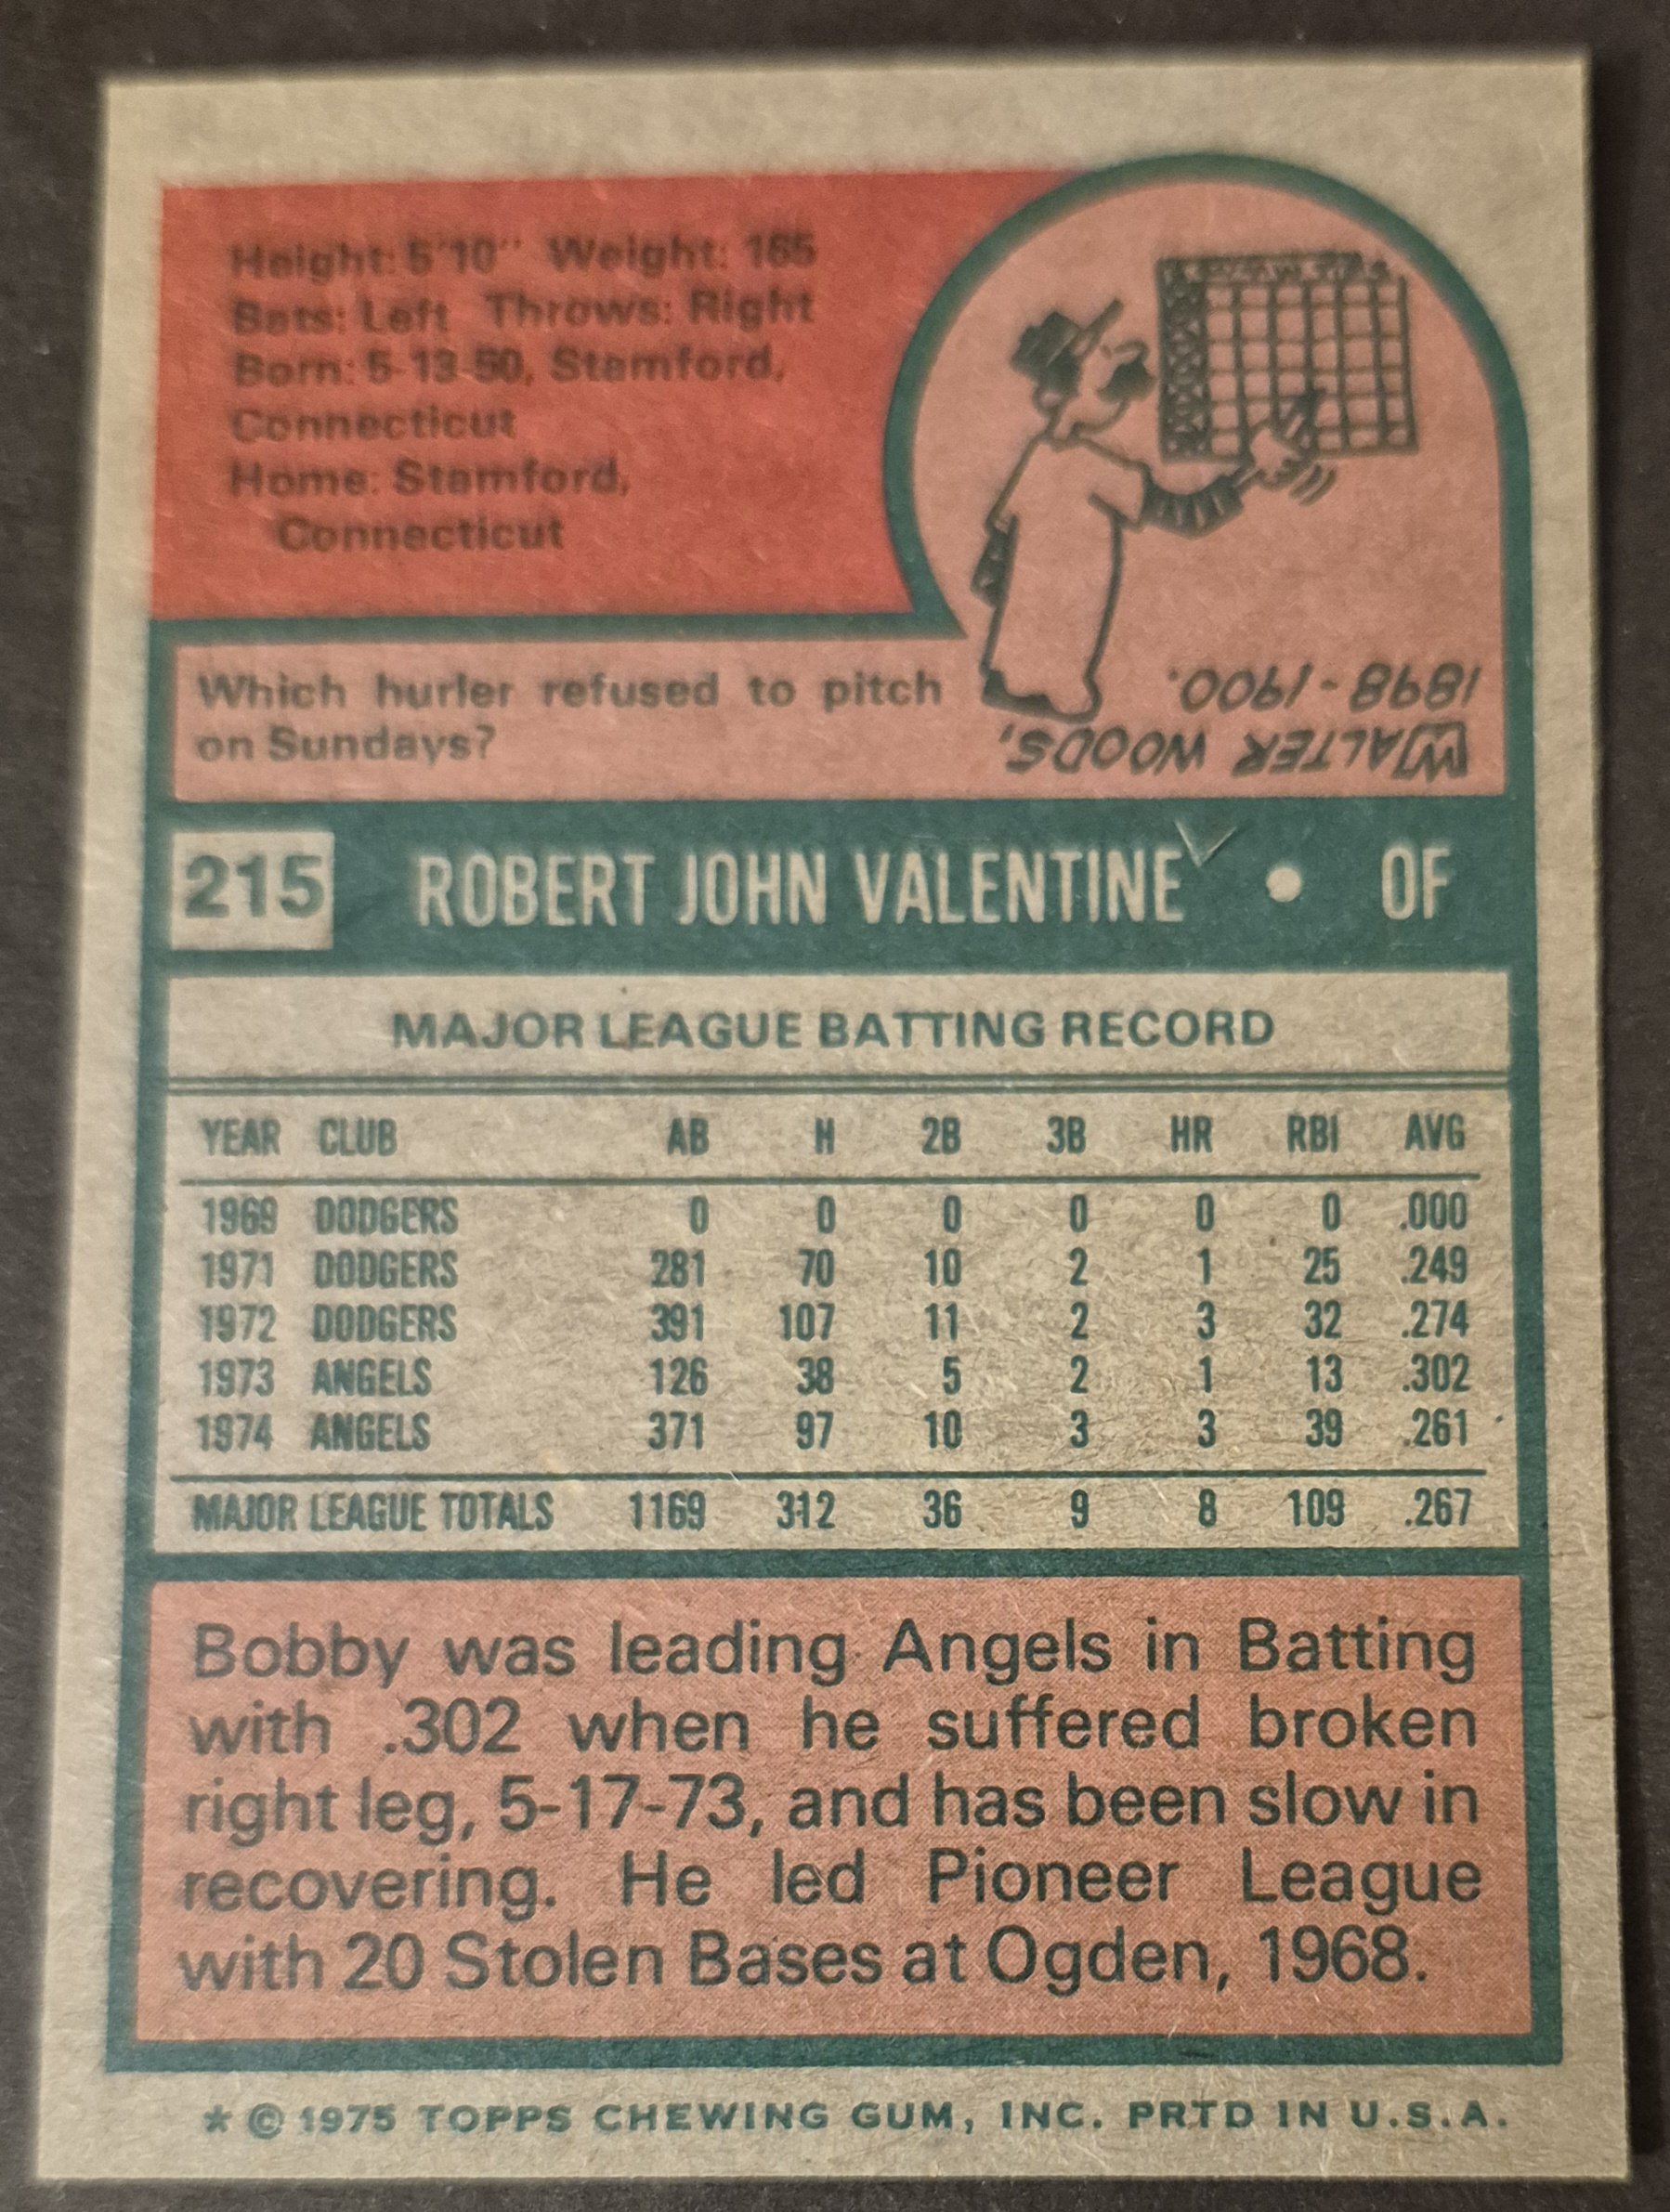 Height: 5'10" Weight: 165
Bats: Left Throws: Right
Born: 5-13-50, Stamford,
Connecticut
Home: Stamford,
Connecticut
Which hurler refused to pitch
on Sundays?
WALTER WOODS,
1898-1900.
215 ROBERT JOHN VALENTINE • OF
MAJOR LEAGUE BATTING RECORD
YEAR CLUB AB H 2B 3B HR RBI AVG
1969 DODGERS 0 0 0 0 0 0 .000
1971 DODGERS 281 70 10 2 1 25 .249
1972 DODGERS 391 107 11 2 3 32 .274
1973 ANGELS 126 38 5 2 1 13 .302
1974 ANGELS 371 97 10 3 3 39 .261
MAJOR LEAGUE TOTALS 1169 312 36 9 8 109 .267
Bobby was leading Angels in Batting
with .302 when he suffered broken
right leg, 5-17-73, and has been slow in
recovering. He led Pioneer League
with 20 Stolen Bases at Ogden, 1968.
* © 1975 TOPPS CHEWING GUM, INC. PRTD IN U.S.A.